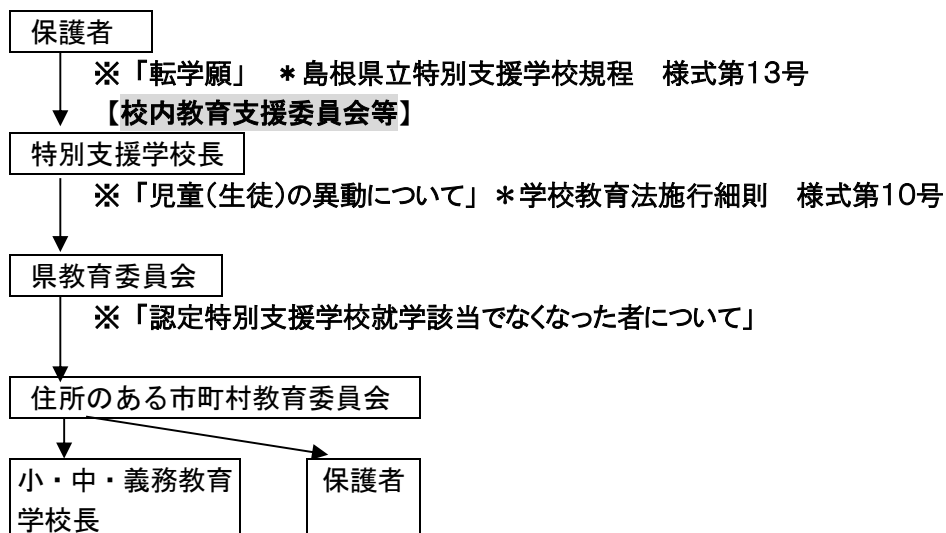 保護者
※「転学願」　＊島根県立特別支援学校規程　様式第13号
【校内教育支援委員会等】
特別支援学校長
※「児童(生徒)の異動について」＊学校教育法施行細則　様式第10号
県教育委員会
※「認定特別支援学校就学該当でなくなった者について」
住所のある市町村教育委員会
小・中・義務教育
学校長
保護者